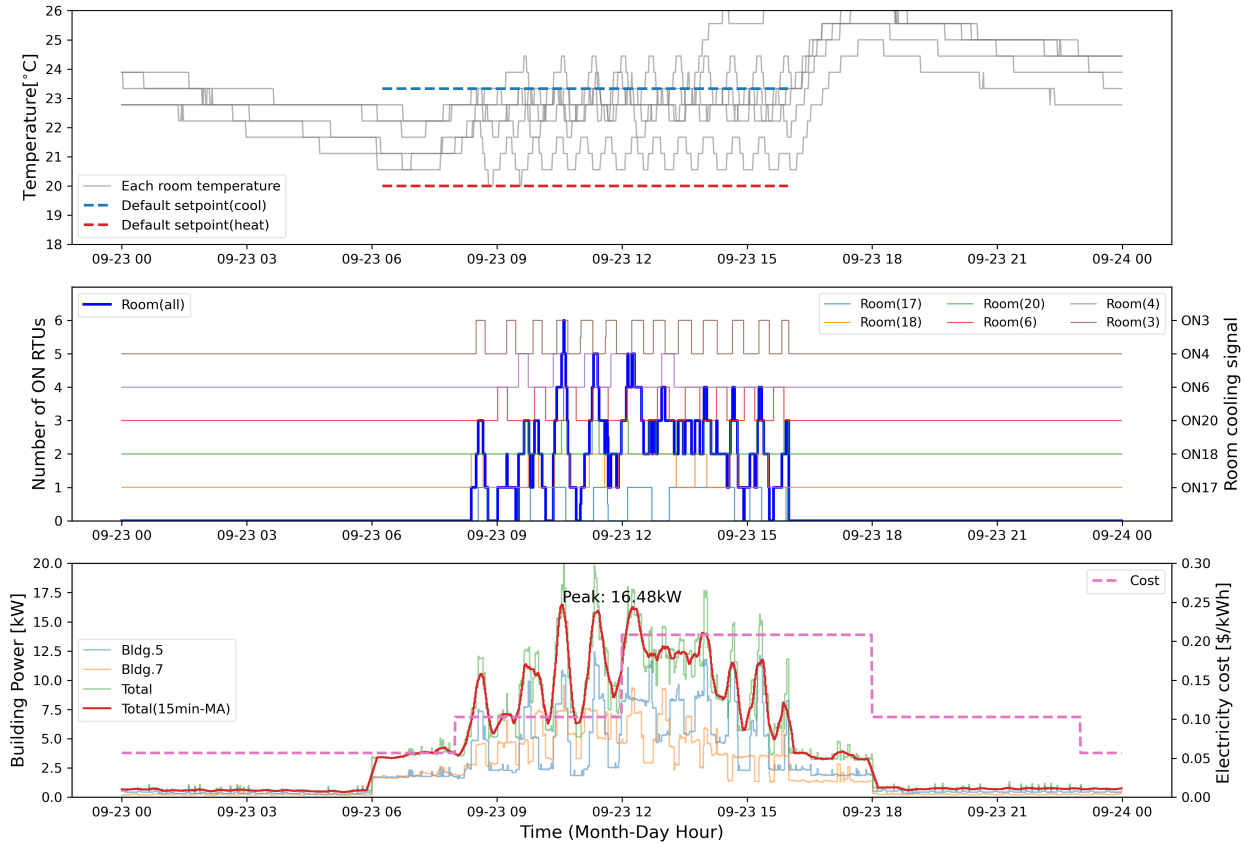 26
25
24
23
22
21
20
19
18
Temperature[°C]
Each room temperature
Default setpoint(cool)
Default setpoint(heat)
09-23 00 09-23 03 09-23 06 09-23 09 09-23 12 09-23 15 09-23 18 09-23 21 09-24 00
Room(all)
Room(17) Room(20) Room(4)
Room(18) Room(6) Room(3)
6
5
4
3
2
1
0
Number of ON RTUs
ON3
ON4
ON6
ON20
ON18
ON17
Room cooling signal
09-23 00 09-23 03 09-23 06 09-23 09 09-23 12 09-23 15 09-23 18 09-23 21 09-24 00
20.0
17.5
15.0
12.5
10.0
7.5
5.0
2.5
0.0
Building Power [kW]
Peak: 16.48kW
Cost
Bldg.5
Bldg.7
Total
Total(15min-MA)
0.30
0.25
0.20
0.15
0.10
0.05
0.00
Electricity cost [$/kWh]
09-23 00 09-23 03 09-23 06 09-23 09 09-23 12 09-23 15 09-23 18 09-23 21 09-24 00
Time (Month-Day Hour)